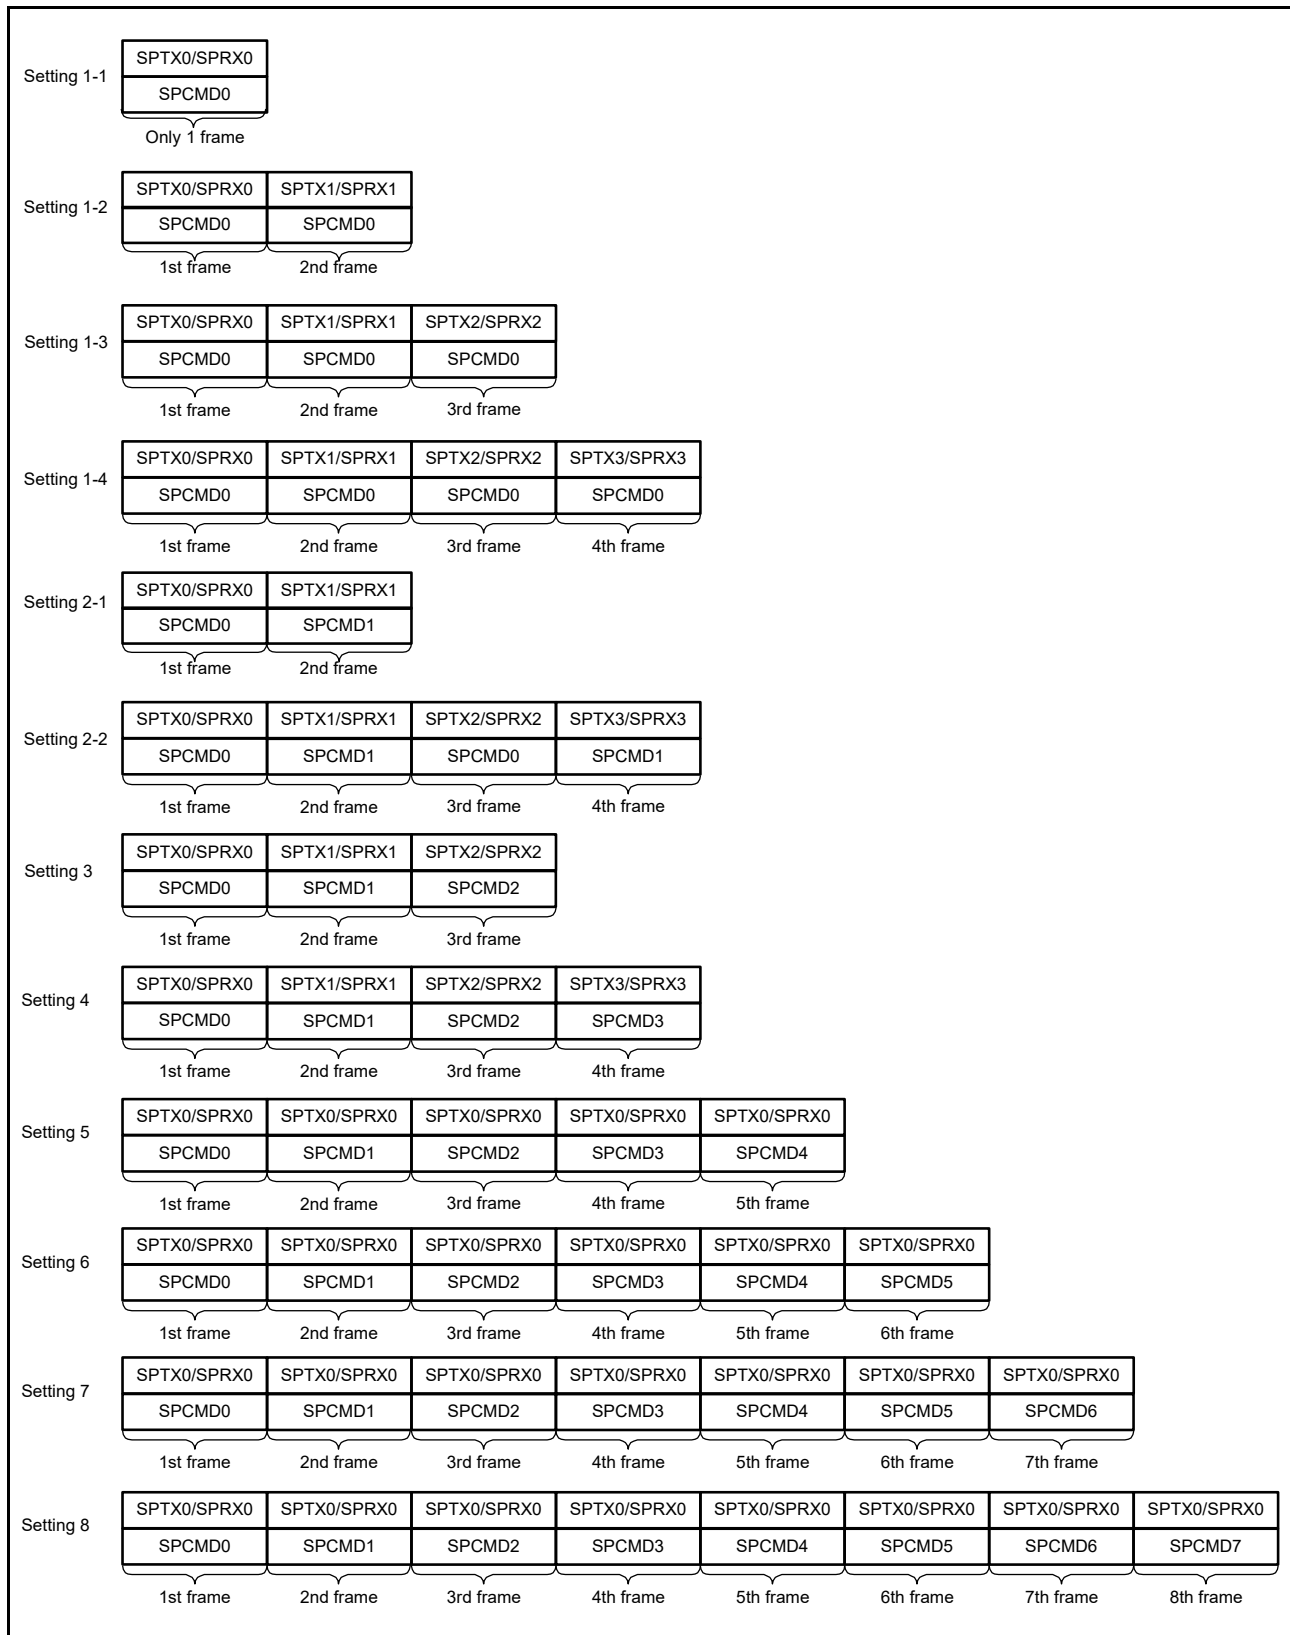 SPTX0/SPRX0
Setting 1-1
SPCMD0
Only 1 frame
SPTX0/SPRX0 SPTX1/SPRX1
Setting 1-2
SPCMD0 SPCMD0
1st frame 2nd frame
SPTX0/SPRX0 SPTX1/SPRX1 SPTX2/SPRX2
Setting 1-3
SPCMD0 SPCMD0 SPCMD0
1st frame 2nd frame 3rd frame
SPTX0/SPRX0 SPTX1/SPRX1 SPTX2/SPRX2 SPTX3/SPRX3
Setting 1-4
SPCMD0 SPCMD0 SPCMD0 SPCMD0
1st frame 2nd frame 3rd frame 4th frame
SPTX0/SPRX0 SPTX1/SPRX1
Setting 2-1
SPCMD0 SPCMD1
1st frame 2nd frame
SPTX0/SPRX0 SPTX1/SPRX1 SPTX2/SPRX2 SPTX3/SPRX3
Setting 2-2
SPCMD0 SPCMD1 SPCMD0 SPCMD1
1st frame 2nd frame 3rd frame 4th frame
SPTX0/SPRX0 SPTX1/SPRX1 SPTX2/SPRX2
Setting 3
SPCMD0 SPCMD1 SPCMD2
1st frame 2nd frame 3rd frame
SPTX0/SPRX0 SPTX1/SPRX1 SPTX2/SPRX2 SPTX3/SPRX3
Setting 4
SPCMD0 SPCMD1 SPCMD2 SPCMD3
1st frame 2nd frame 3rd frame 4th frame
SPTX0/SPRX0 SPTX0/SPRX0 SPTX0/SPRX0 SPTX0/SPRX0 SPTX0/SPRX0
Setting 5
SPCMD0 SPCMD1 SPCMD2 SPCMD3 SPCMD4
1st frame 2nd frame 3rd frame 4th frame 5th frame
SPTX0/SPRX0 SPTX0/SPRX0 SPTX0/SPRX0 SPTX0/SPRX0 SPTX0/SPRX0 SPTX0/SPRX0
Setting 6
SPCMD0 SPCMD1 SPCMD2 SPCMD3 SPCMD4 SPCMD5
1st frame 2nd frame 3rd frame 4th frame 5th frame 6th frame
SPTX0/SPRX0 SPTX0/SPRX0 SPTX0/SPRX0 SPTX0/SPRX0 SPTX0/SPRX0 SPTX0/SPRX0 SPTX0/SPRX0
Setting 7
SPCMD0 SPCMD1 SPCMD2 SPCMD3 SPCMD4 SPCMD5 SPCMD6
1st frame 2nd frame 3rd frame 4th frame 5th frame 6th frame 7th frame
SPTX0/SPRX0 SPTX0/SPRX0 SPTX0/SPRX0 SPTX0/SPRX0 SPTX0/SPRX0 SPTX0/SPRX0 SPTX0/SPRX0 SPTX0/SPRX0
Setting 8
SPCMD0 SPCMD1 SPCMD2 SPCMD3 SPCMD4 SPCMD5 SPCMD6 SPCMD7
1st frame 2nd frame 3rd frame 4th frame 5th frame 6th frame 7th frame 8th frame